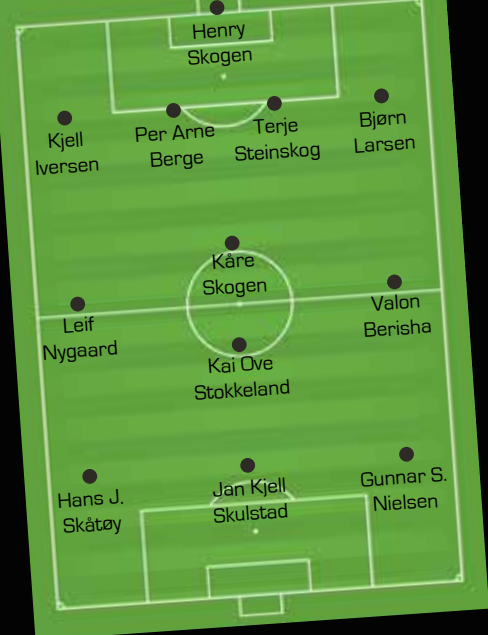 Henry
Skogen
Kjell
Iversen
Per Arne
Berge
Terje
Steinskog
Bjørn
Larsen
Kåre
Skogen
Leif
Nygaard
Valon
Berisha
Kai Ove
Stokkeland
Hans J.
Skåtøy
Jan Kjell
Skulstad
Gunnar S.
Nielsen